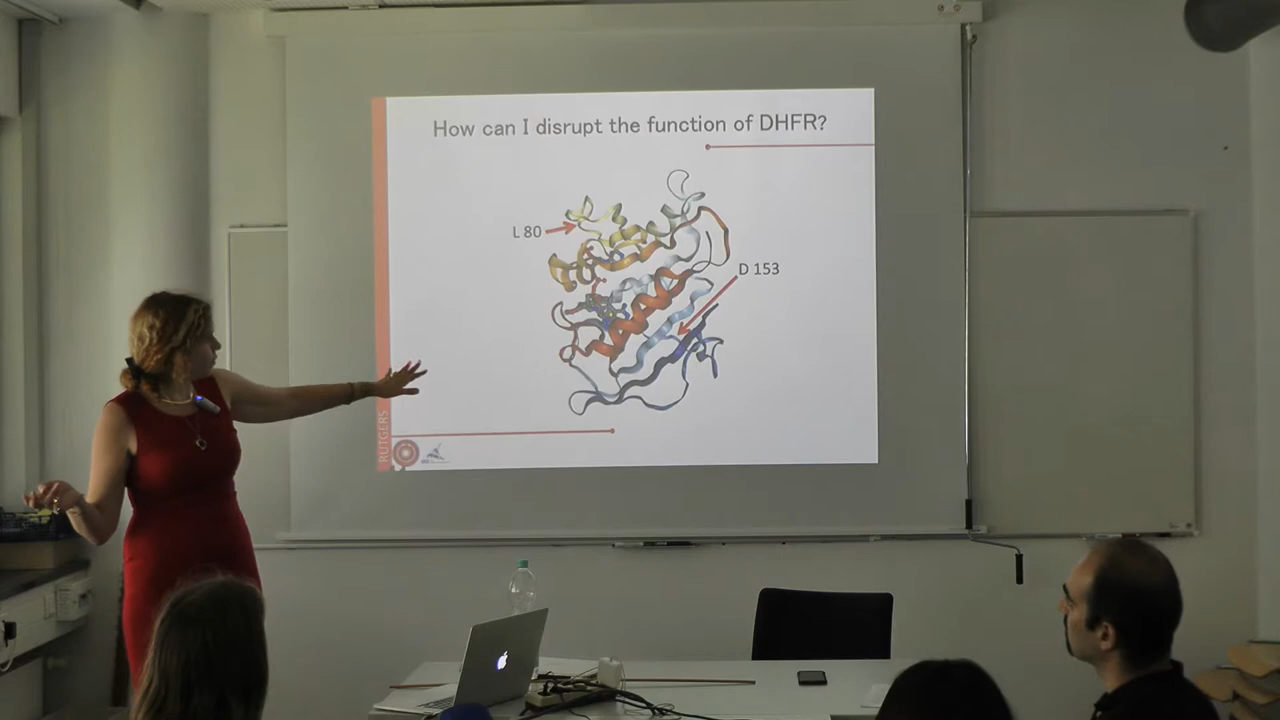 How can I disrupt the function of DHFR?
L 80
D 153
RUTGERS